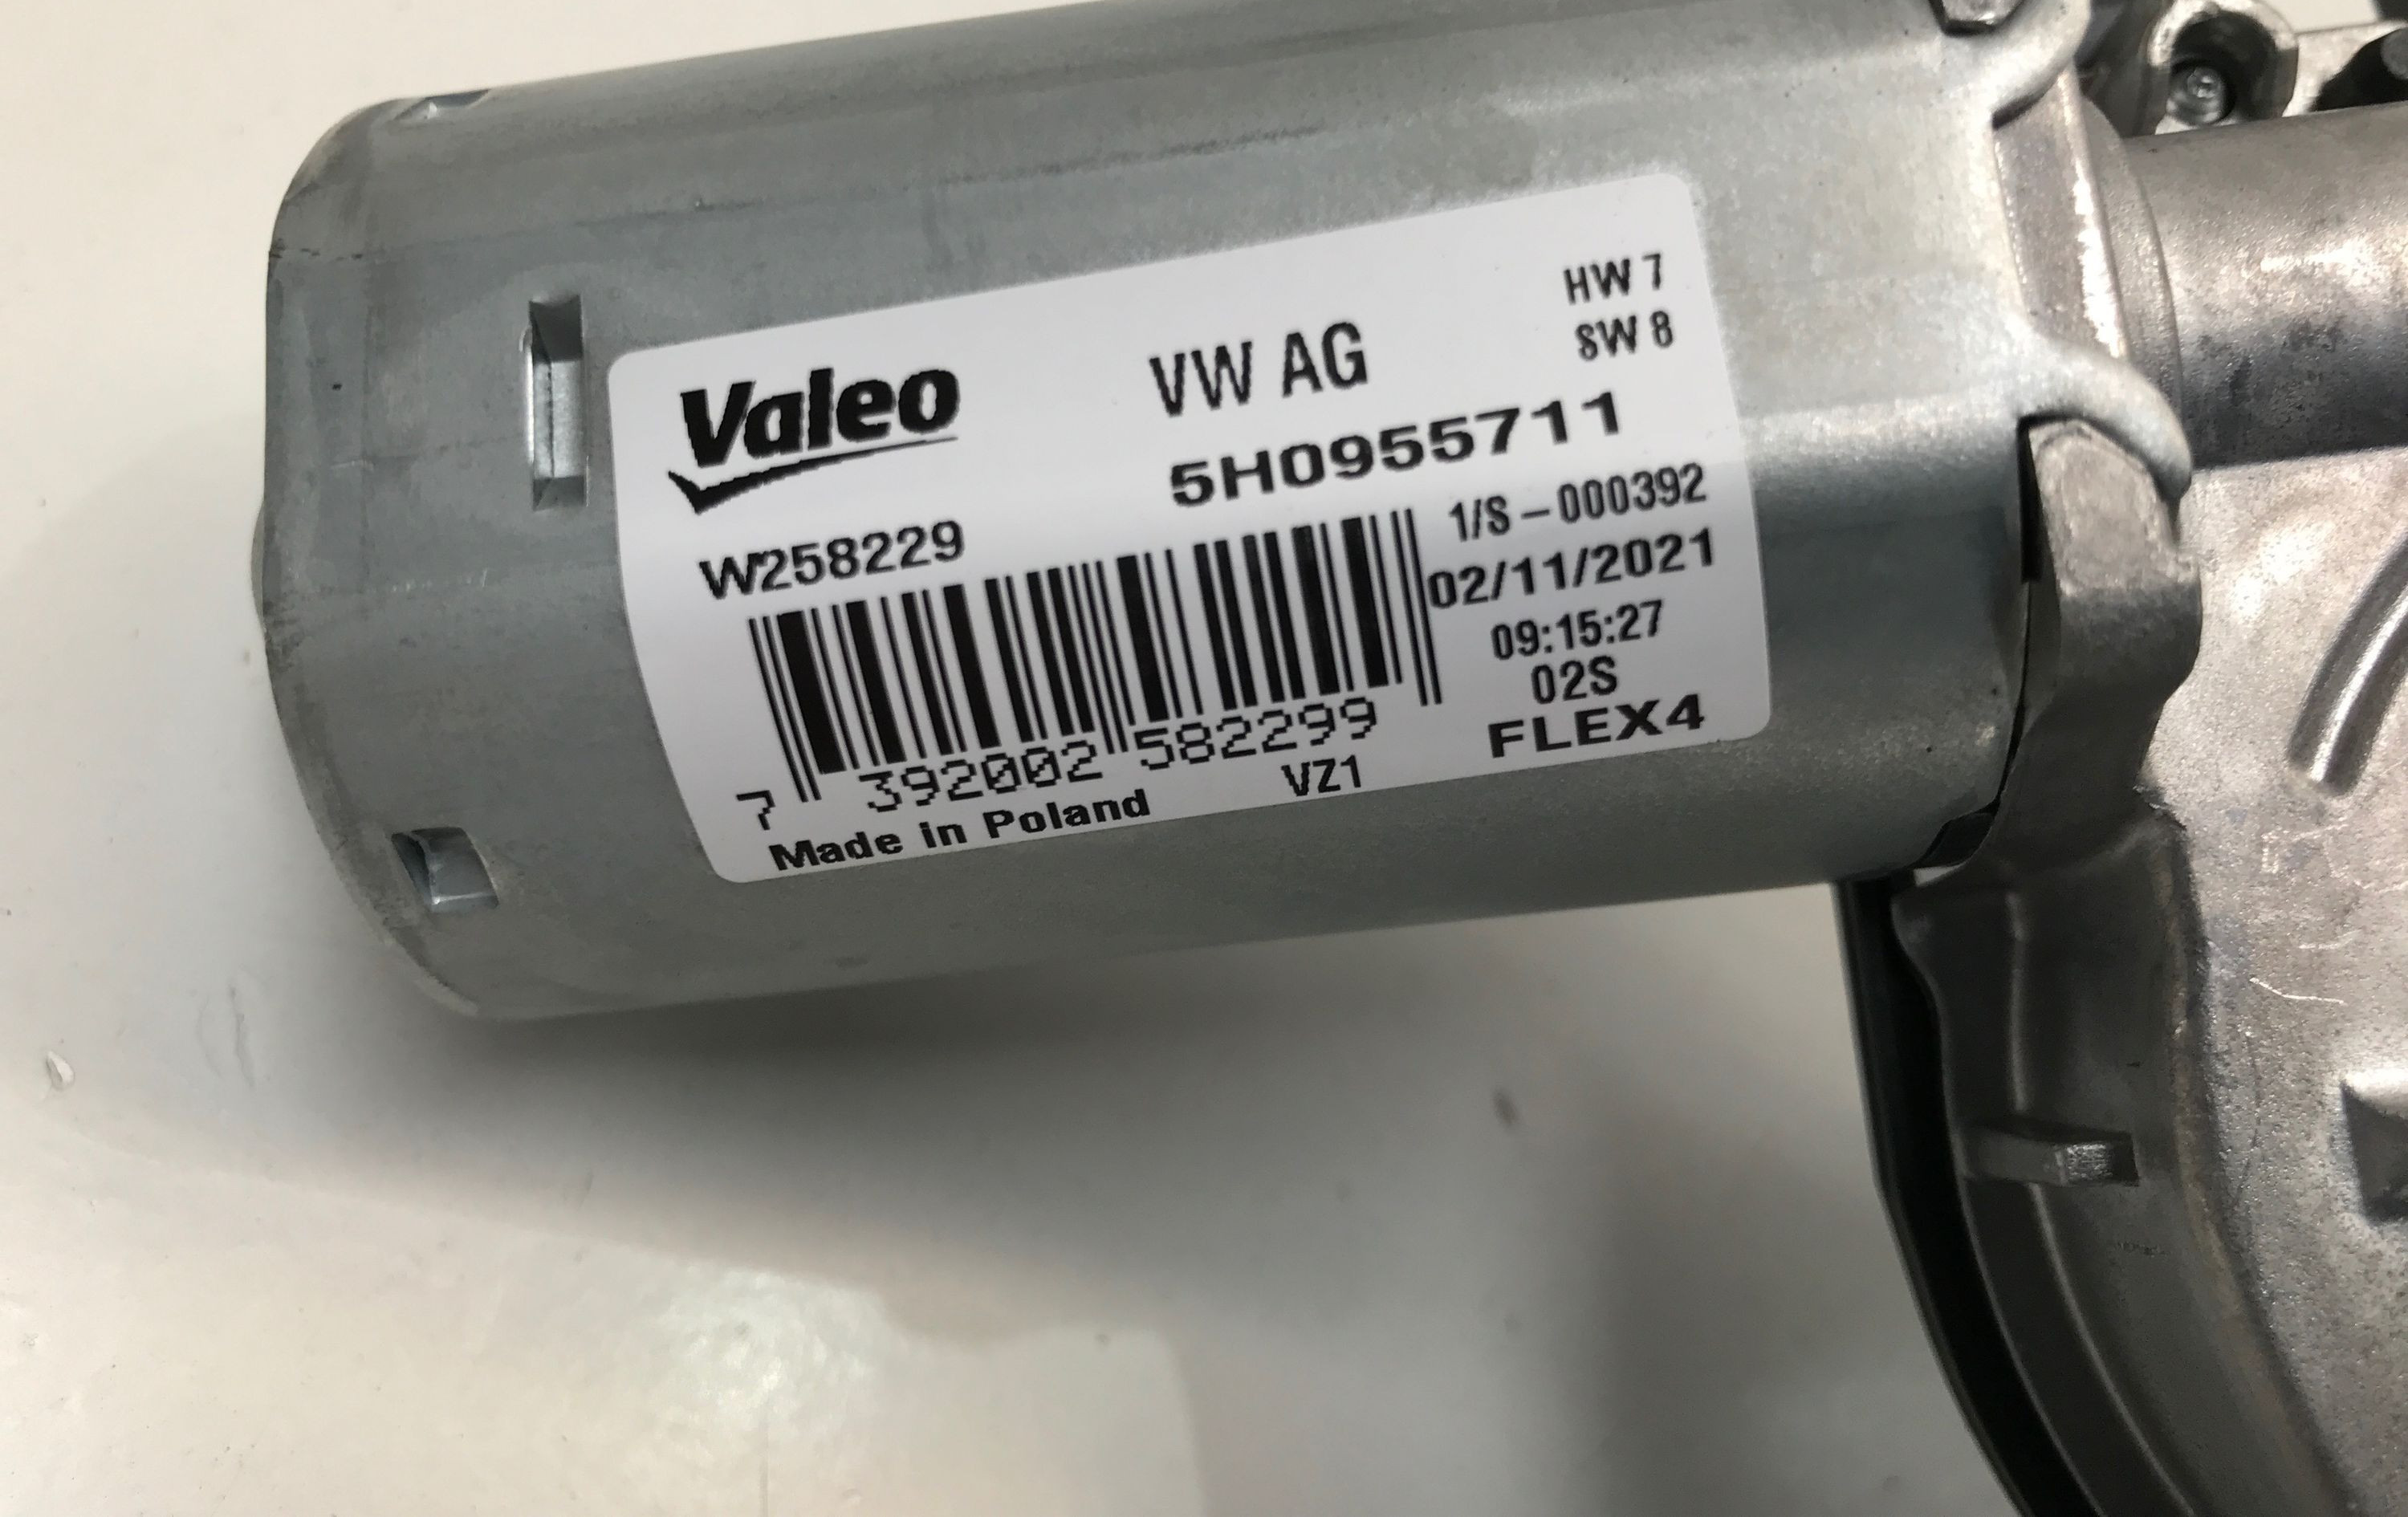 HW 7
Valeo VW AG SW 8
5H0955711
W258229 1/S-000392
02/11/2021
09:15:27
02S
7 392002 582299 FLEX4
Made in Poland VZ1